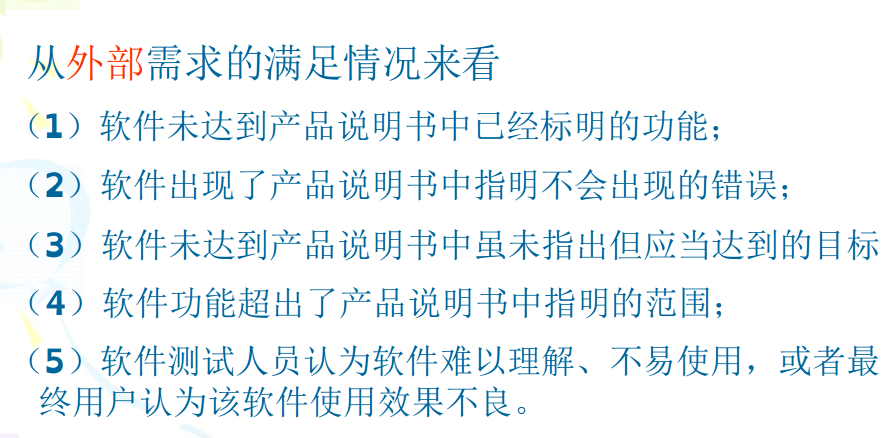 从外部需求的满足情况来看
（1）软件未达到产品说明书中已经标明的功能；
（2）软件出现了产品说明书中指明不会出现的错误；
（3）软件未达到产品说明书中虽未指出但应当达到的目标
（4）软件功能超出了产品说明书中指明的范围；
（5）软件测试人员认为软件难以理解、不易使用，或者最
终用户认为该软件使用效果不良。